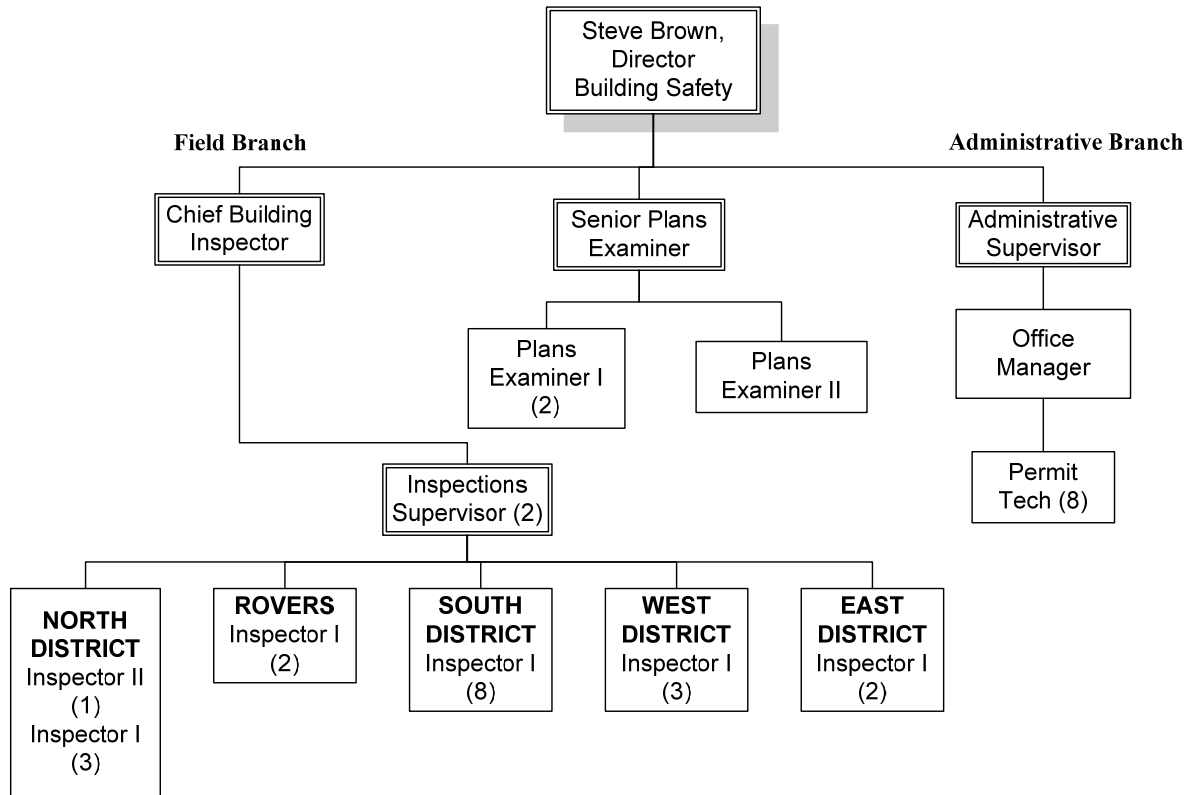 Steve Brown,
Director
Building Safety
Field Branch
Administrative Branch
Chief Building
Inspector
Senior Plans
Examiner
Administrative
Supervisor
Plans
Examiner I
(2)
Plans
Examiner II
Office
Manager
Inspections
Supervisor (2)
Permit
Tech (8)
NORTH
DISTRICT
Inspector II
(1)
Inspector I
(3)
ROVERS
Inspector I
(2)
SOUTH
DISTRICT
Inspector I
(8)
WEST
DISTRICT
Inspector I
(3)
EAST
DISTRICT
Inspector I
(2)